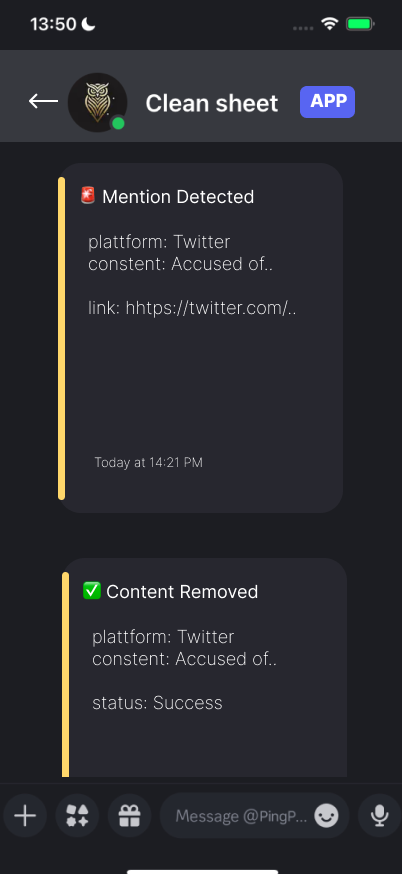 13:50
Clean sheet APP
🚨 Mention Detected
plattform: Twitter
constent: Accused of..
link: hhtps://twitter.com/..
Today at 14:21 PM
✅ Content Removed
plattform: Twitter
constent: Accused of..
status: Success
Message @PingP...